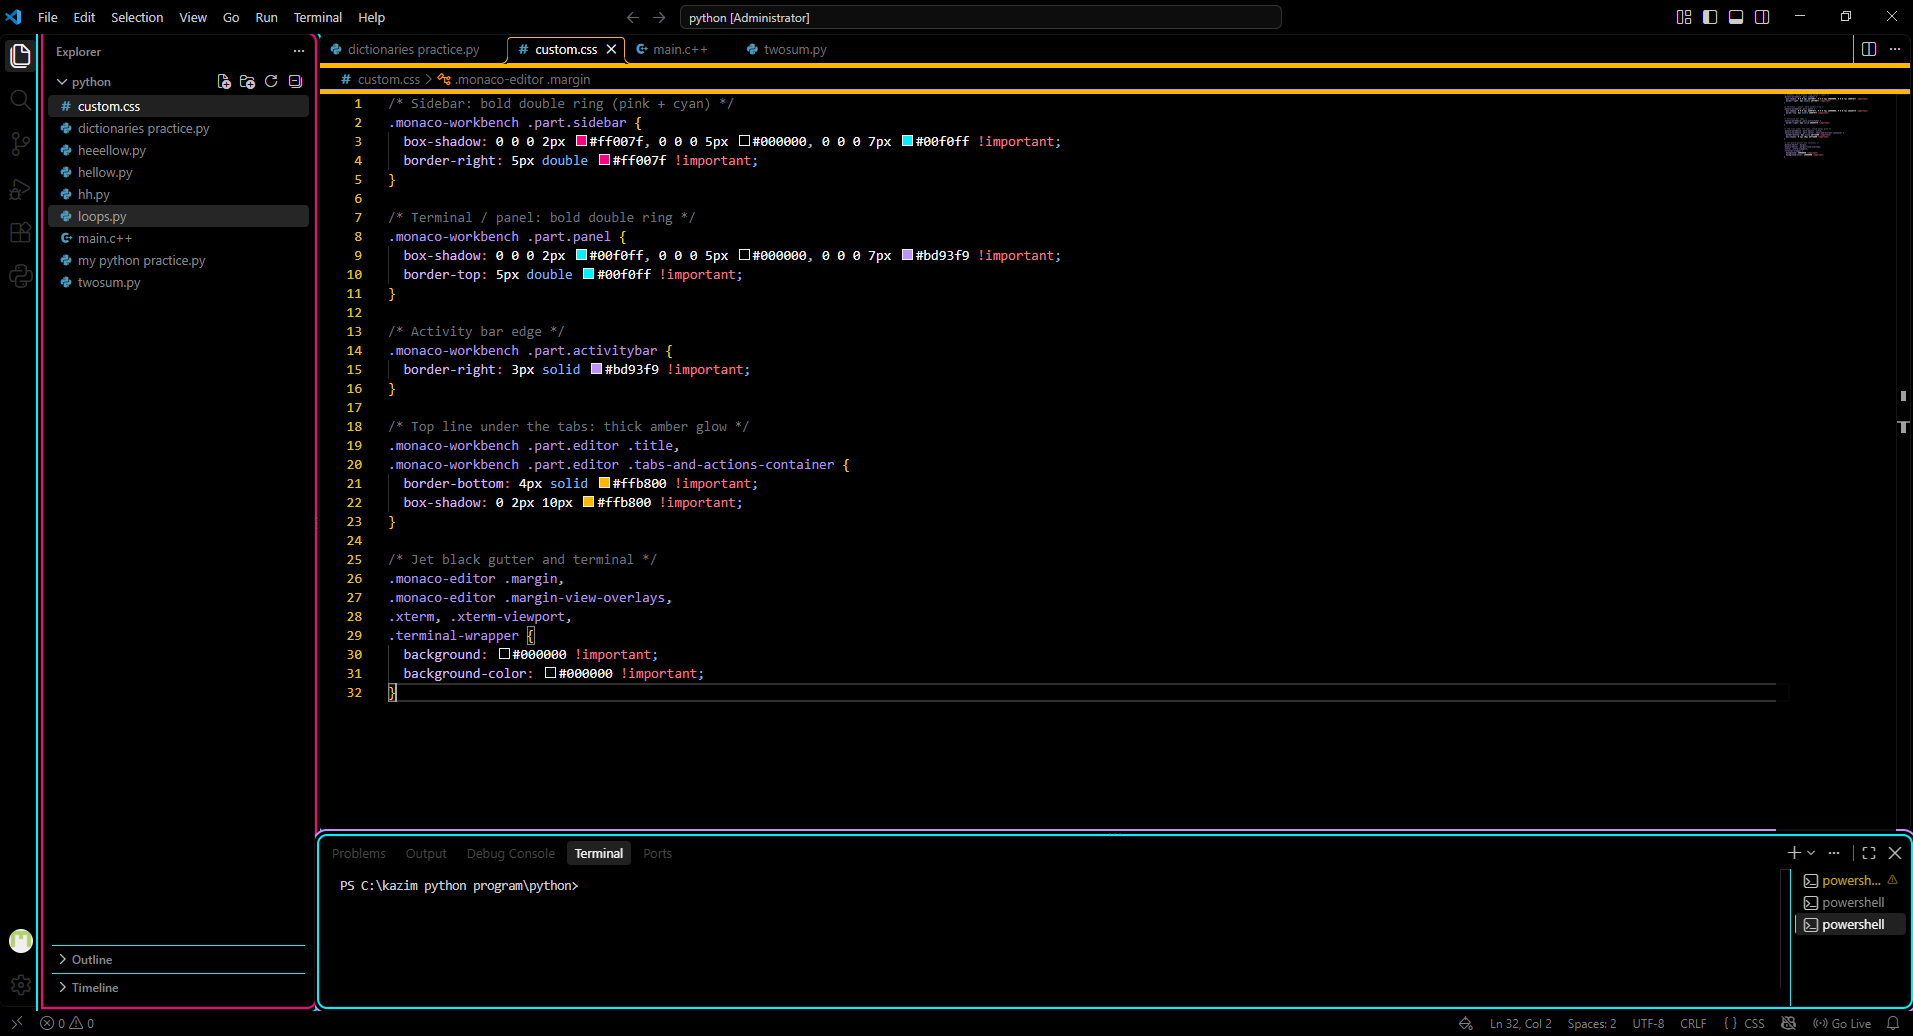 File Edit Selection View Go Run Terminal Help
python [Administrator]
Explorer
python
custom.css
dictionaries practice.py
heeellow.py
hellow.py
hh.py
loops.py
main.c++
my python practice.py
twosum.py
Outline
Timeline
dictionaries practice.py
# custom.css
main.c++
twosum.py
# custom.css > .monaco-editor .margin
1 /* Sidebar: bold double ring (pink + cyan) */
2 .monaco-workbench .part.sidebar {
3 box-shadow: 0 0 0 2px #ff007f, 0 0 0 5px #000000, 0 0 0 7px #00f0ff !important;
4 border-right: 5px double #ff007f !important;
5 }
6
7 /* Terminal / panel: bold double ring */
8 .monaco-workbench .part.panel {
9 box-shadow: 0 0 0 2px #00f0ff, 0 0 0 5px #000000, 0 0 0 7px #bd93f9 !important;
10 border-top: 5px double #00f0ff !important;
11 }
12
13 /* Activity bar edge */
14 .monaco-workbench .part.activitybar {
15 border-right: 3px solid #bd93f9 !important;
16 }
17
18 /* Top line under the tabs: thick amber glow */
19 .monaco-workbench .part.editor .title,
20 .monaco-workbench .part.editor .tabs-and-actions-container {
21 border-bottom: 4px solid #ffb800 !important;
22 box-shadow: 0 2px 10px #ffb800 !important;
23 }
24
25 /* Jet black gutter and terminal */
26 .monaco-editor .margin,
27 .monaco-editor .margin-view-overlays,
28 .xterm, .xterm-viewport,
29 .terminal-wrapper {
30 background: #000000 !important;
31 background-color: #000000 !important;
32 }
Problems Output Debug Console Terminal Ports
PS C:\kazim python program\python>
powersh...
powershell
powershell
0 0
Ln 32, Col 2 Spaces: 2 UTF-8 CRLF { } CSS Go Live